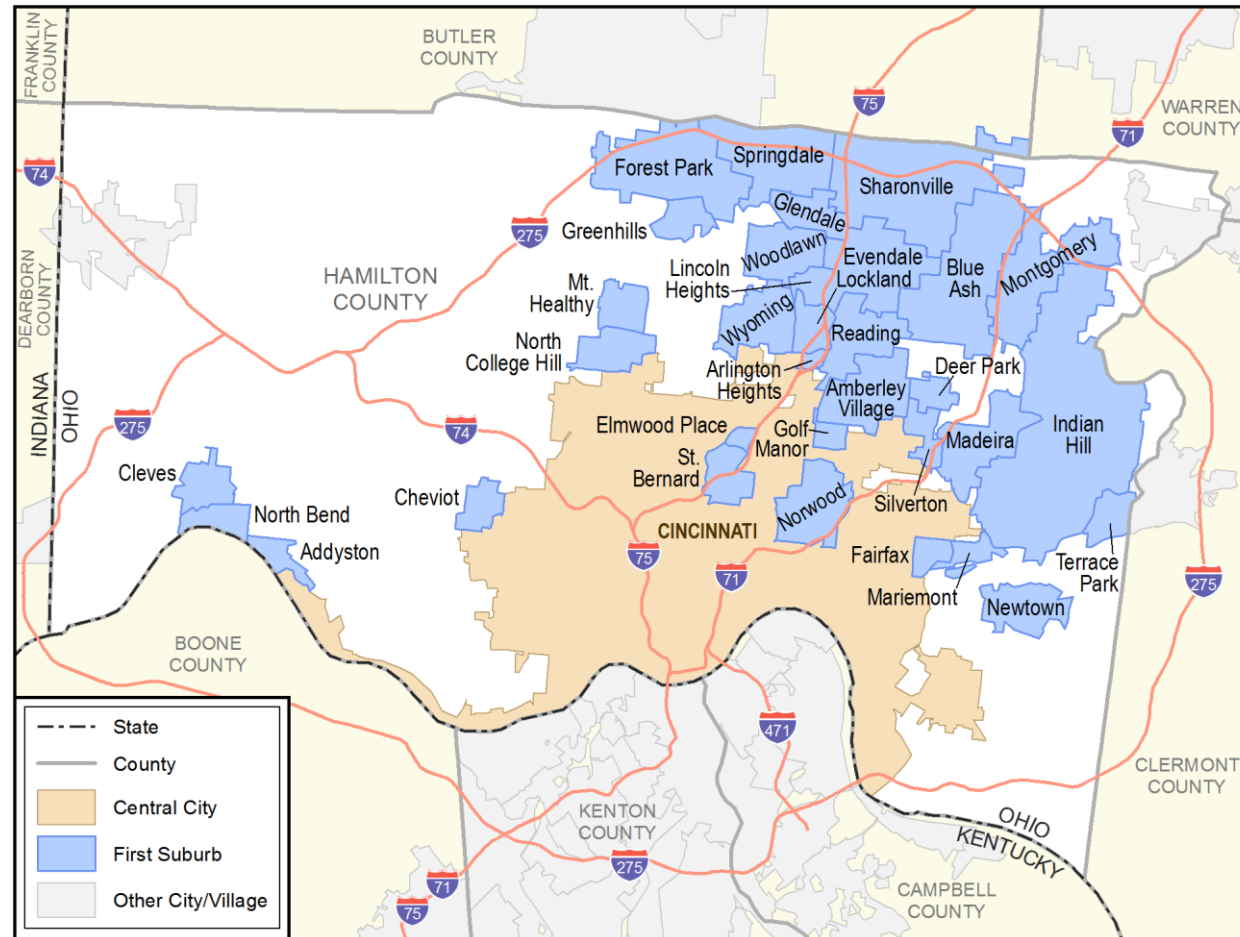 FRANKLIN
COUNTY
BUTLER
COUNTY
WARREN
COUNTY
75
71
74
Forest Park
Springdale
Sharonville
Glendale
Greenhills
275
Woodlawn
Evendale
Montgomery
DEARBORN
COUNTY
HAMILTON
COUNTY
Lincoln
Heights
Lockland
Blue
Ash
Mt.
Healthy
Wyoming
Reading
North
College Hill
Arlington
Heights
Deer Park
Amberley
Village
INDIANA
OHIO
275
74
Elmwood Place
Golf
Manor
Madeira
Indian
Hill
St.
Bernard
Cleves
Cheviot
Norwood
Silverton
North Bend
CINCINNATI
Addyston
75
71
Fairfax
Mariemont
Terrace
Park
275
Newtown
BOONE
COUNTY
471
State
County
Central City
First Suburb
Other City/Village
KENTON
COUNTY
275
71
75
CLERMONT
COUNTY
OHIO
KENTUCKY
CAMPBELL
COUNTY